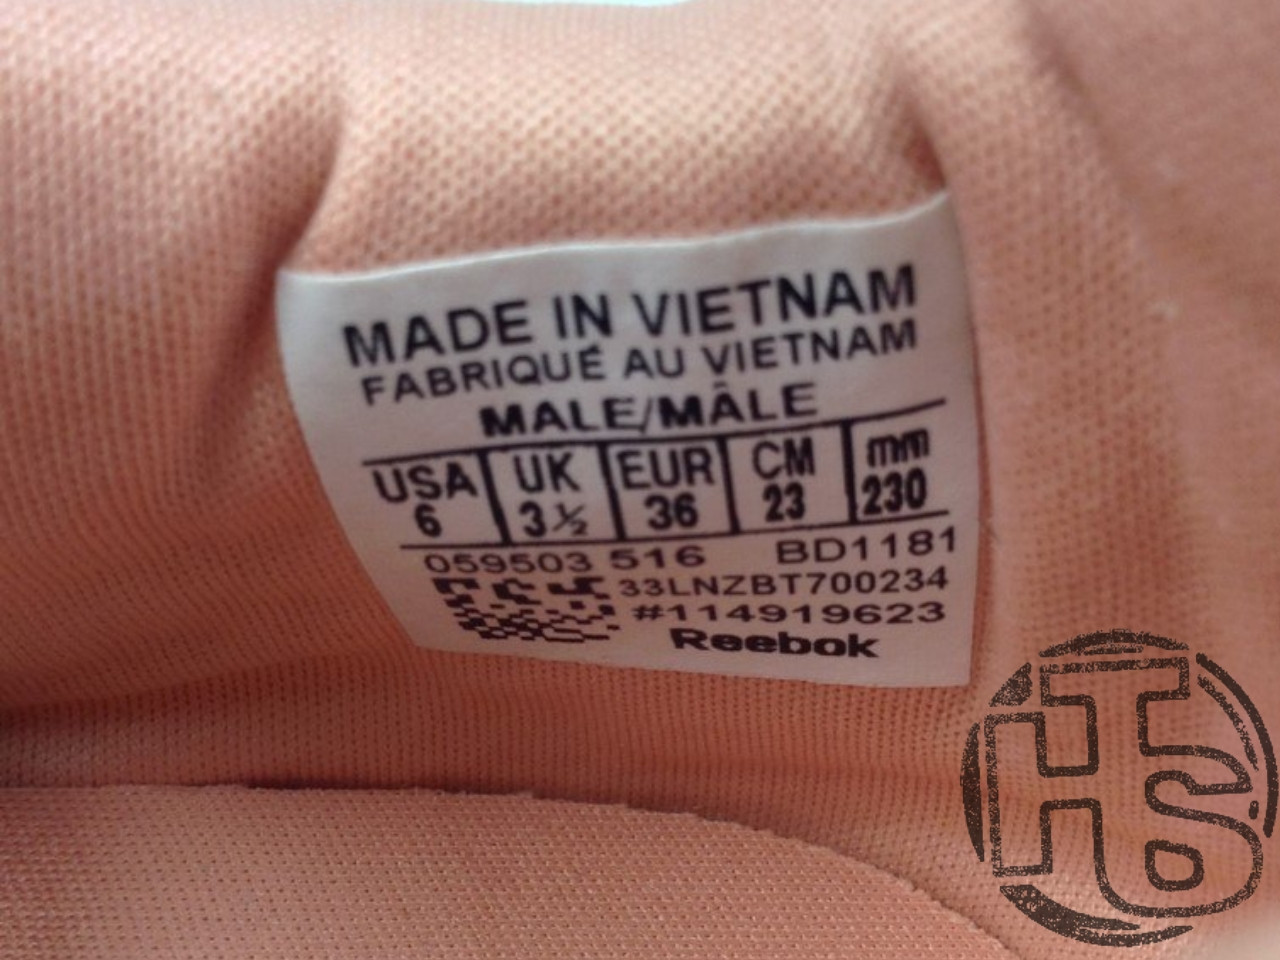 MADE IN VIETNAM
FABRIQUÉ AU VIETNAM
MALE/MÂLE
USA UK EUR CM mm
6 3½ 36 23 230
059503 516 BD1181
33LNZBT700234
#114919623
Reebok
HTS